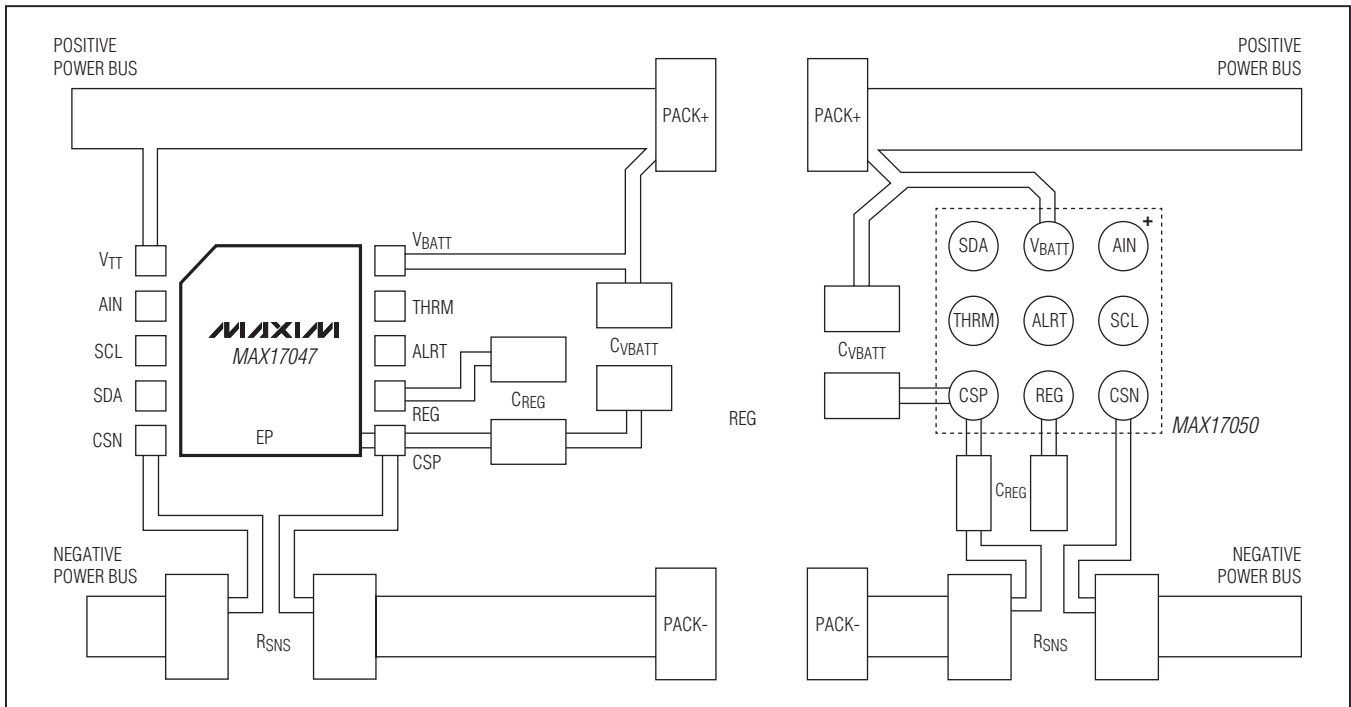 POSITIVE
POWER BUS
PACK+
VTT
AIN
SCL
SDA
CSN
MAXIM
MAX17047
EP
VBATT
THRM
ALRT
REG
CSP
CREG
CVBATT
NEGATIVE
POWER BUS
RSNS
PACK-
REG
POSITIVE
POWER BUS
PACK+
CVBATT
+
SDA
VBATT
AIN
THRM
ALRT
SCL
CSP
REG
CSN
MAX17050
CREG
NEGATIVE
POWER BUS
PACK-
RSNS